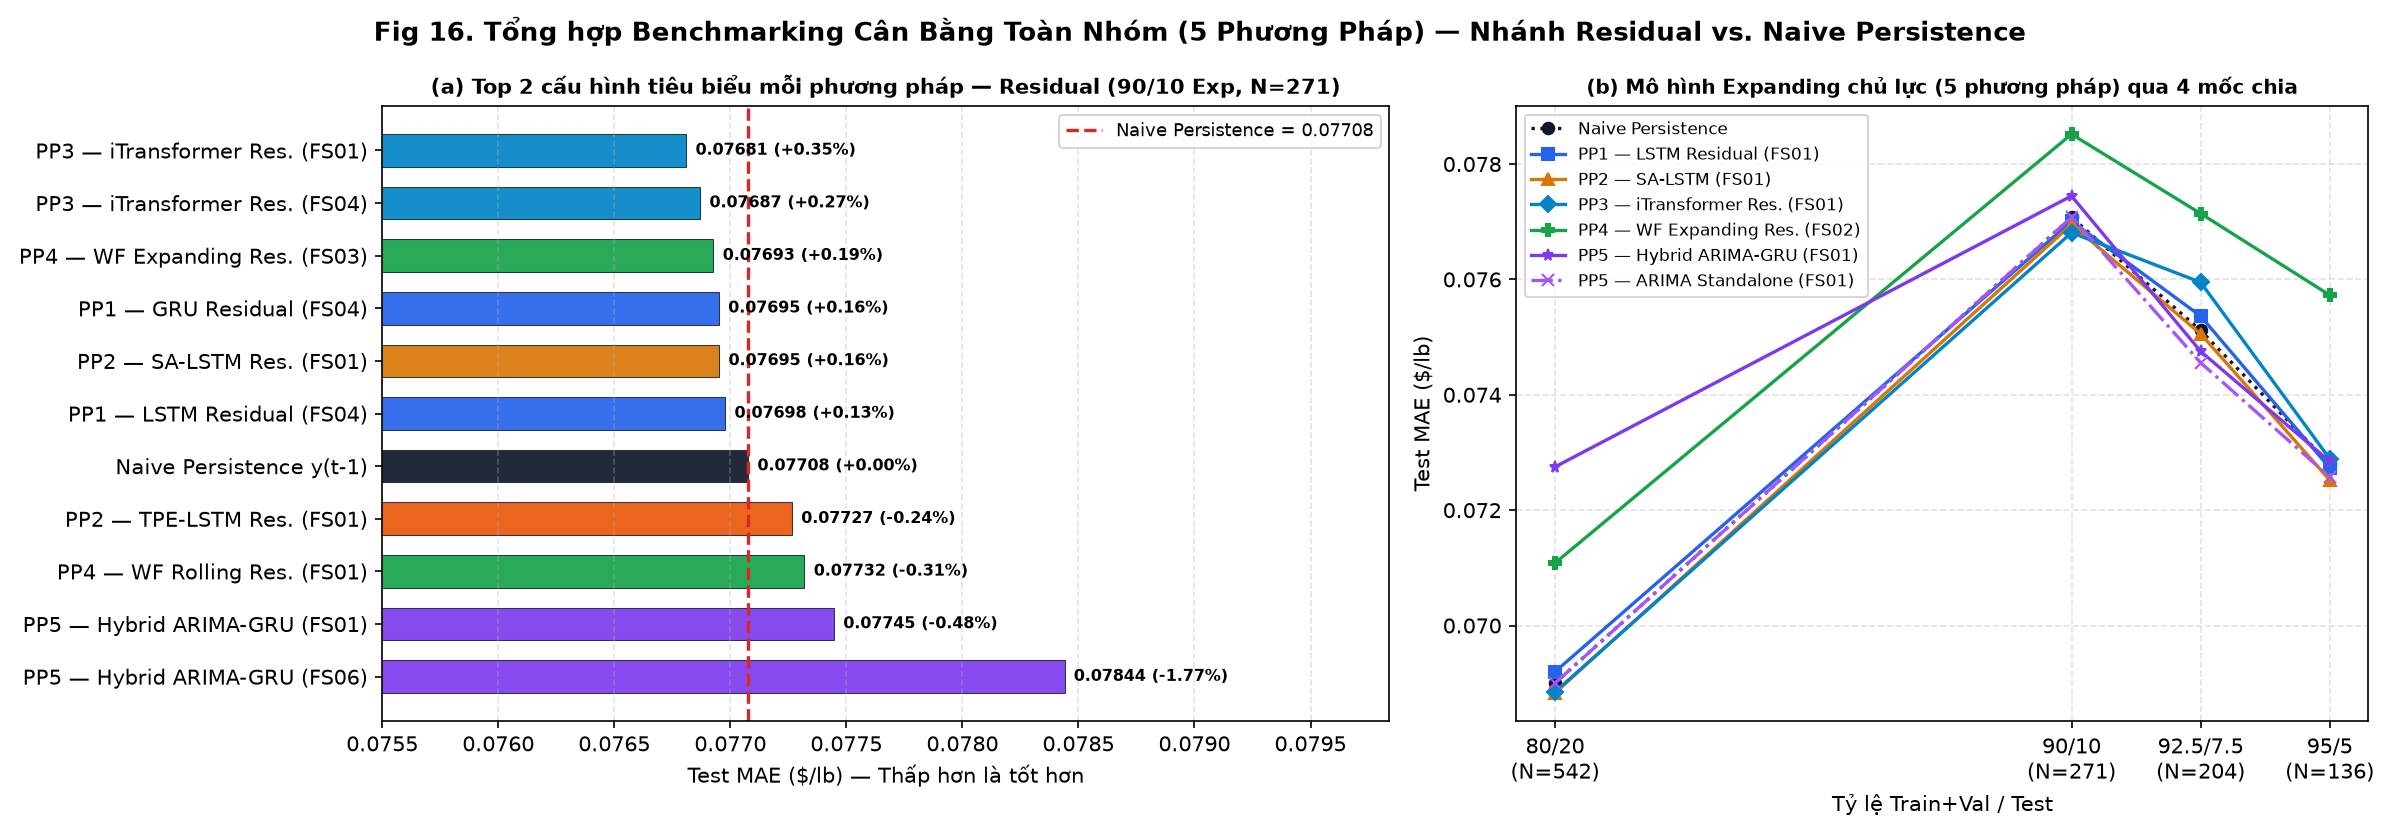 Fig 16. Tổng hợp Benchmarking Cân Bằng Toàn Nhóm (5 Phương Pháp) — Nhánh Residual vs. Naive Persistence
(a) Top 2 cấu hình tiêu biểu mỗi phương pháp — Residual (90/10 Exp, N=271)
Naive Persistence = 0.07708
PP3 — iTransformer Res. (FS01)
0.07681 (+0.35%)
PP3 — iTransformer Res. (FS04)
0.07687 (+0.27%)
PP4 — WF Expanding Res. (FS03)
0.07693 (+0.19%)
PP1 — GRU Residual (FS04)
0.07695 (+0.16%)
PP2 — SA-LSTM Res. (FS01)
0.07695 (+0.16%)
PP1 — LSTM Residual (FS04)
0.07698 (+0.13%)
Naive Persistence y(t-1)
0.07708 (+0.00%)
PP2 — TPE-LSTM Res. (FS01)
0.07727 (-0.24%)
PP4 — WF Rolling Res. (FS01)
0.07732 (-0.31%)
PP5 — Hybrid ARIMA-GRU (FS01)
0.07745 (-0.48%)
PP5 — Hybrid ARIMA-GRU (FS06)
0.07844 (-1.77%)
0.0755 0.0760 0.0765 0.0770 0.0775 0.0780 0.0785 0.0790 0.0795
Test MAE ($/lb) — Thấp hơn là tốt hơn
(b) Mô hình Expanding chủ lực (5 phương pháp) qua 4 mốc chia
Naive Persistence
PP1 — LSTM Residual (FS01)
PP2 — SA-LSTM (FS01)
PP3 — iTransformer Res. (FS01)
PP4 — WF Expanding Res. (FS02)
PP5 — Hybrid ARIMA-GRU (FS01)
PP5 — ARIMA Standalone (FS01)
Test MAE ($/lb)
0.078
0.076
0.074
0.072
0.070
80/20 90/10 92.5/7.5 95/5
(N=542) (N=271) (N=204) (N=136)
Tỷ lệ Train+Val / Test